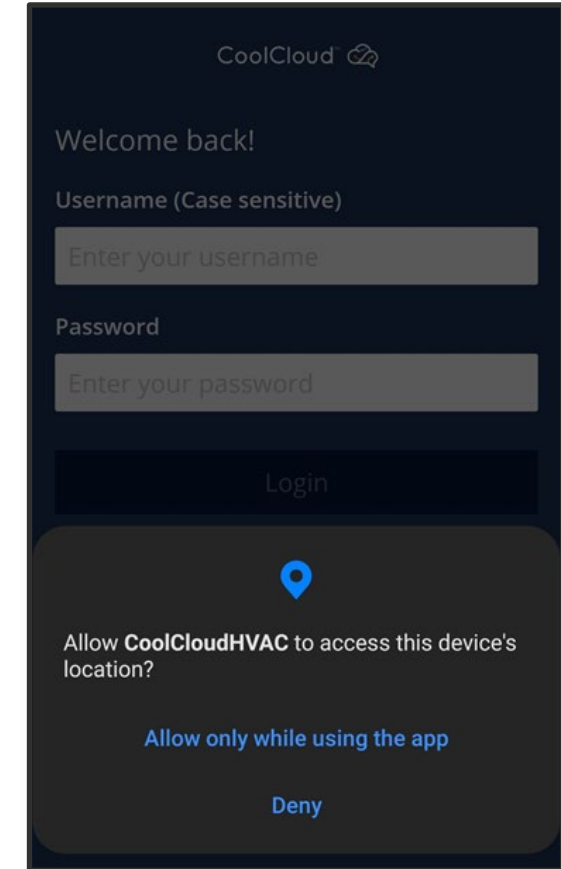 CoolCloud™
Welcome back!
Username (Case sensitive)
Enter your username
Password
Enter your password
Login
Allow CoolCloudHVAC to access this device's
location?
Allow only while using the app
Deny